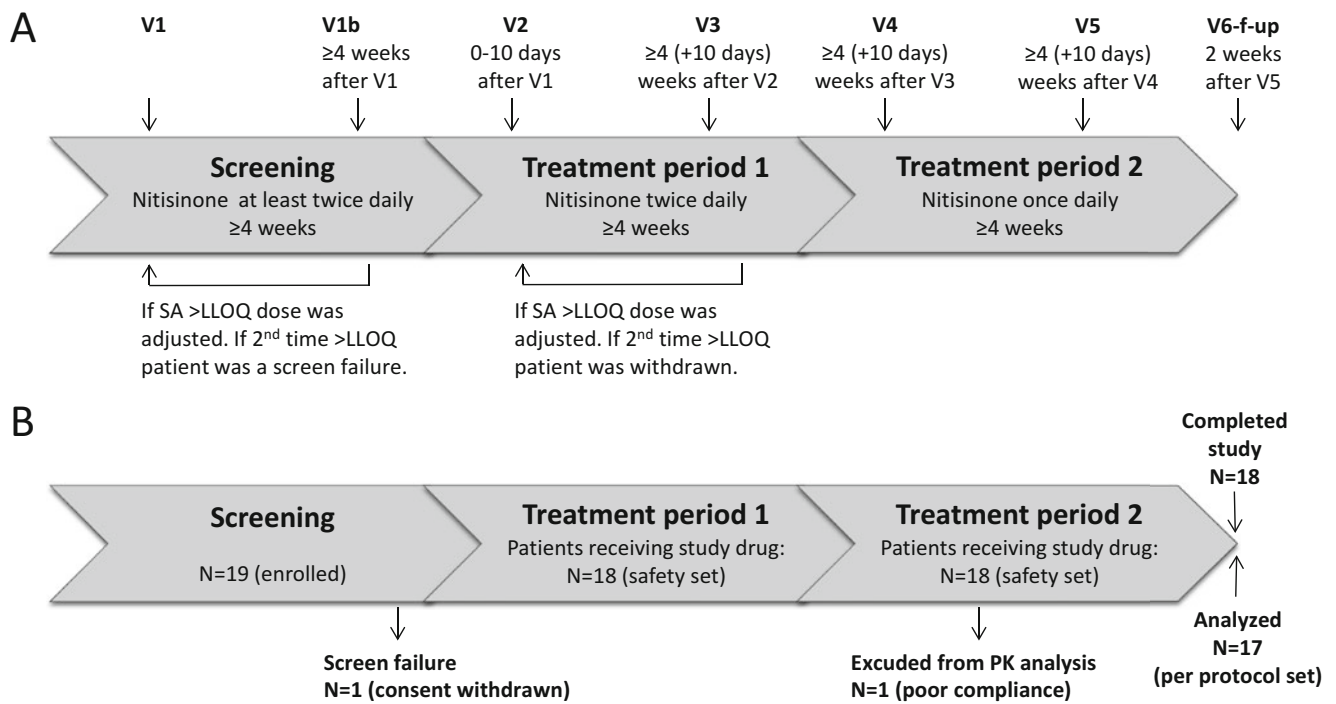 A
V1
V1b
≥4 weeks
after V1
V2
0-10 days
after V1
V3
≥4 (+10 days)
weeks after V2
V4
≥4 (+10 days)
weeks after V3
V5
≥4 (+10 days)
weeks after V4
V6-f-up
2 weeks
after V5
Screening
Nitisinone at least twice daily
≥4 weeks
Treatment period 1
Nitisinone twice daily
≥4 weeks
Treatment period 2
Nitisinone once daily
≥4 weeks
If SA >LLOQ dose was
adjusted. If 2nd time >LLOQ
patient was a screen failure.
If SA >LLOQ dose was
adjusted. If 2nd time >LLOQ
patient was withdrawn.
B
Completed
study
N=18
Screening
N=19 (enrolled)
Treatment period 1
Patients receiving study drug:
N=18 (safety set)
Treatment period 2
Patients receiving study drug:
N=18 (safety set)
Screen failure
N=1 (consent withdrawn)
Excuded from PK analysis
N=1 (poor compliance)
Analyzed
N=17
(per protocol set)